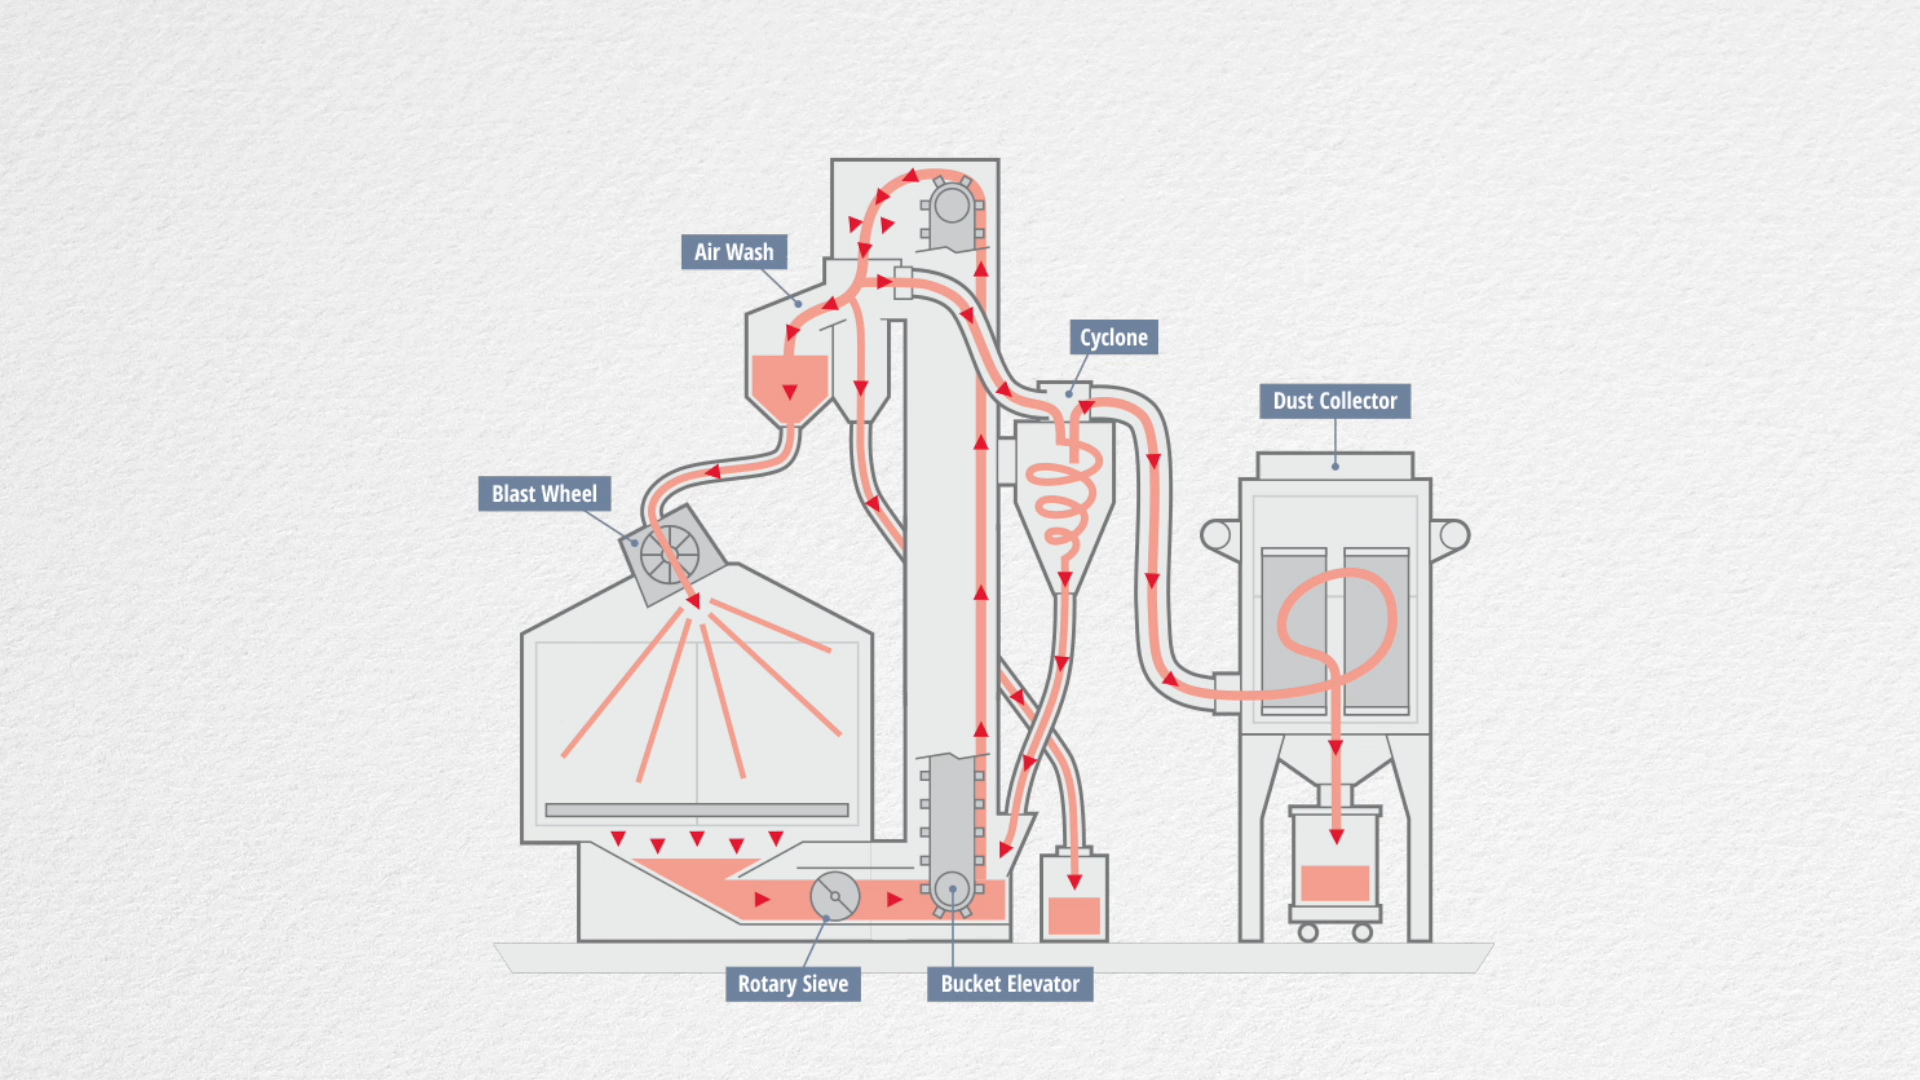 Air Wash
Cyclone
Dust Collector
Blast Wheel
Rotary Sieve
Bucket Elevator